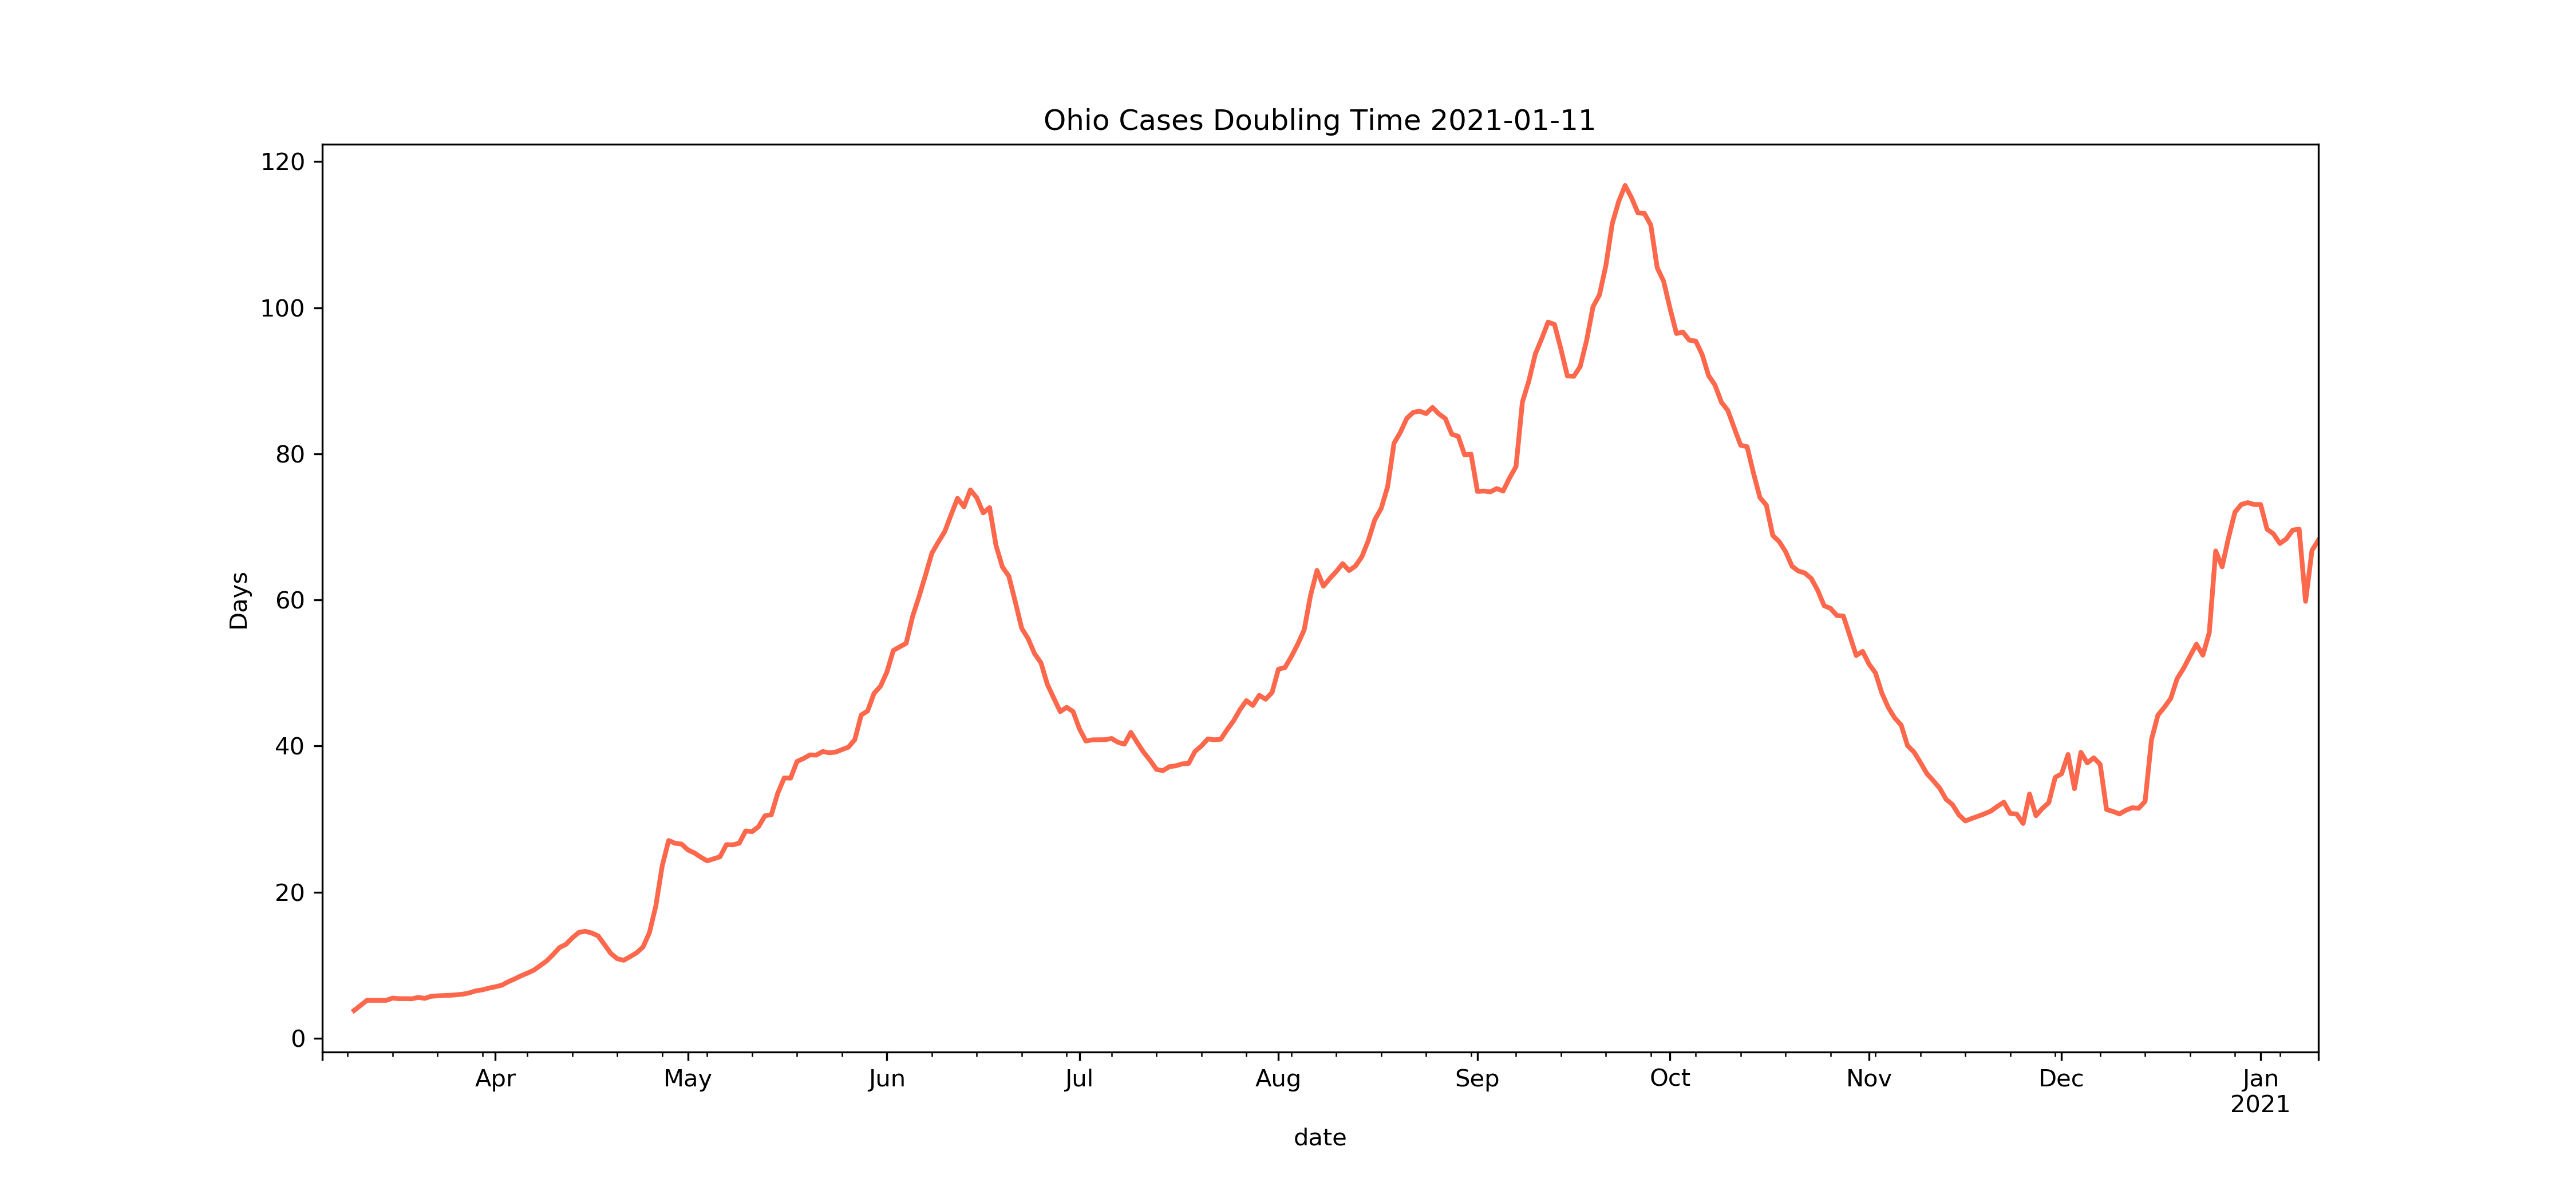 Ohio Cases Doubling Time 2021-01-11
120
100
80
60
40
20
0
Days
Apr May Jun Jul Aug Sep Oct Nov Dec Jan
2021
date